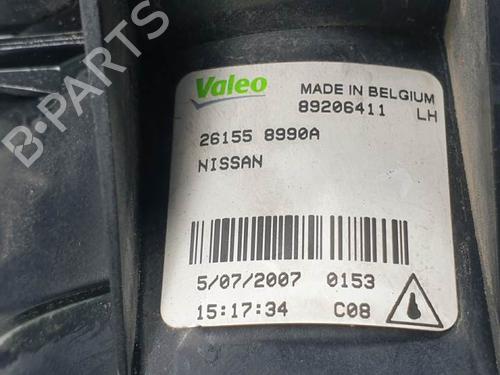 B-PARTS
Valeo
MADE IN BELGIUM
89206411 LH
26155 8990A
NISSAN
5/07/2007 0153
15:17:34 C08